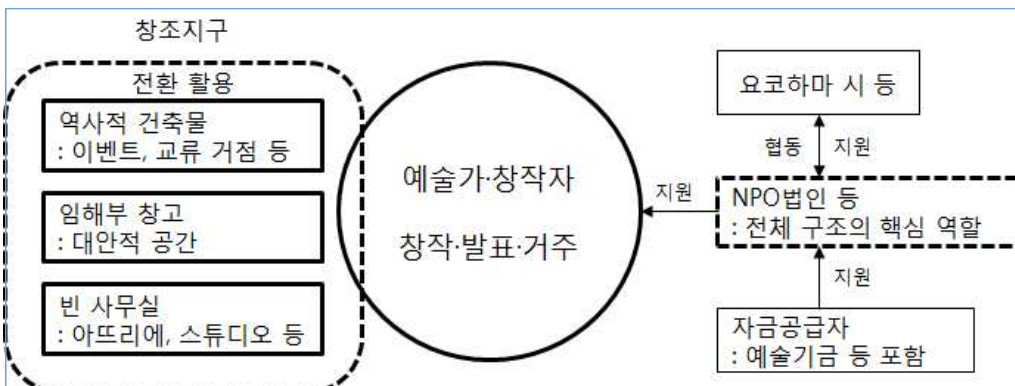 창조지구
전환 활용
역사적 건축물
: 이벤트, 교류 거점 등
임해부 창고
: 대안적 공간
빈 사무실
: 아뜨리에, 스튜디오 등
예술가·창작자
창작·발표·거주
지원
요코하마 시 등
협동 지원
NPO법인 등
: 전체 구조의 핵심 역할
지원
자금공급자
: 예술기금 등 포함